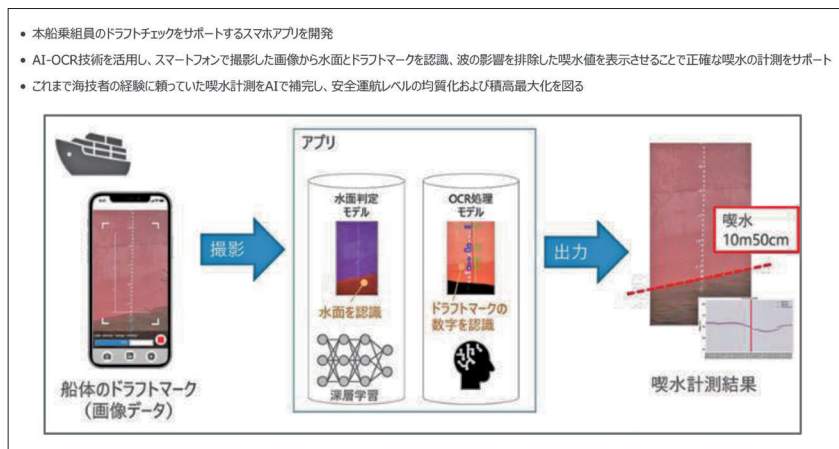 • 本船乗組員のドラフトチェックをサポートするスマホアプリを開発
• AI-OCR技術を活用し、スマートフォンで撮影した画像から水面とドラフトマークを認識、波の影響を排除した喫水値を表示させることで正確な喫水の計測をサポート
• これまで海技者の経験に頼っていた喫水計測をAIで補完し、安全運航レベルの均質化および積高最大化を図る
アプリ
水面判定
モデル
OCR処理
モデル
撮影
水面を認識
ドラフトマークの
数字を認識
深層学習
出力
喫水
10m50cm
船体のドラフトマーク
(画像データ)
喫水計測結果